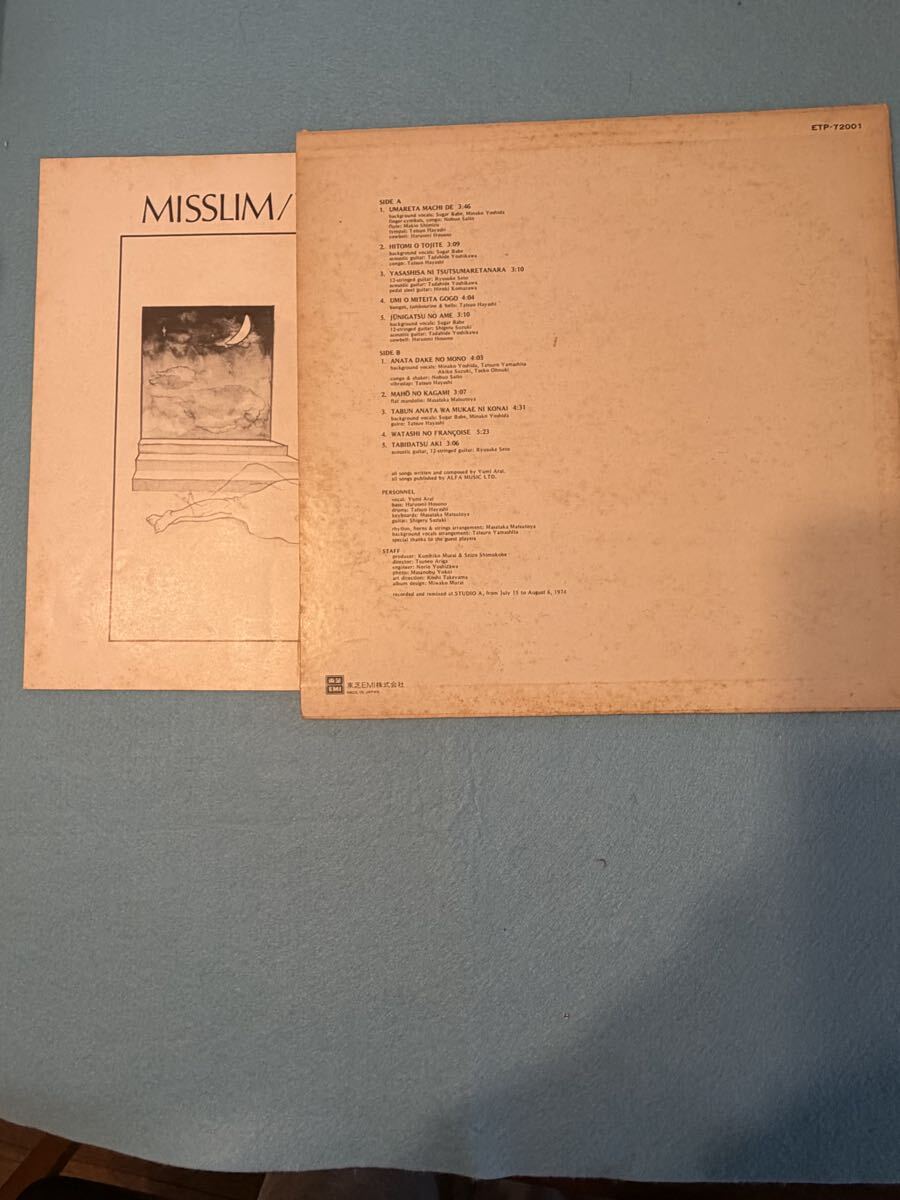 MISSLIM/
ETP-72001
SIDE A
1. UMARETA MACHI DE 3:46
background vocals: Sugar Babe, Minako Yoshida
finger cymbals, conga: Nobuo Saito
flute: Makio Shimizu
timpani: Tatsuo Hayashi
cowbell: Haruomi Hosono
2. HITOMI O TOJITE 3:09
background vocals: Sugar Babe
acoustic guitar: Tadahide Yoshikawa
conga: Tatsuo Hayashi
3. YASASHISA NI TSUTSUMARETANARA 3:10
12-stringed guitar: Ryusuke Seto
acoustic guitar: Tadahide Yoshikawa
pedal steel guitar: Hiroki Komazawa
4. UMI O MITEITA GOGO 4:04
bongos, tambourine & bells: Tatsuo Hayashi
5. JŪNIGATSU NO AME 3:10
background vocals: Sugar Babe
12-stringed guitar: Shigeru Suzuki
acoustic guitar: Tadahide Yoshikawa
cowbell: Haruomi Hosono
SIDE B
1. ANATA DAKE NO MONO 4:03
background vocals: Minako Yoshida, Tatsuro Yamashita
Akiko Suzuki, Taeko Ohnuki
conga & shaker: Nobuo Saito
vibraslap: Tatsuo Hayashi
2. MAHŌ NO KAGAMI 3:07
flat mandolin: Masataka Matsutoya
3. TABUN ANATA WA MUKAE NI KONAI 4:31
background vocals: Sugar Babe, Minako Yoshida
guiro: Tatsuo Hayashi
4. WATASHI NO FRANÇOISE 5:23
5. TABIDATSU AKI 3:06
acoustic guitar, 12-stringed guitar: Ryusuke Seto
all songs written and composed by Yumi Arai.
all songs published by ALFA MUSIC LTD.
PERSONNEL
vocal: Yumi Arai
bass: Haruomi Hosono
drums: Tatsuo Hayashi
keyboards: Masataka Matsutoya
guitar: Shigeru Suzuki
rhythm, horns & strings arrangement: Masataka Matsutoya
background vocals arrangement: Tatsuro Yamashita
special thanks to the guest players
STAFF
producer: Kunihiko Murai & Seizo Shimokobe
director: Tsuneo Ariga
engineer: Norio Yoshizawa
photo: Masanobu Yokoi
art direction: Kinshi Takeyama
album design: Miwako Murai
recorded and remixed at STUDIO A, from July 15 to August 6, 1974
東芝
EMI
東芝EMI株式会社
MADE IN JAPAN